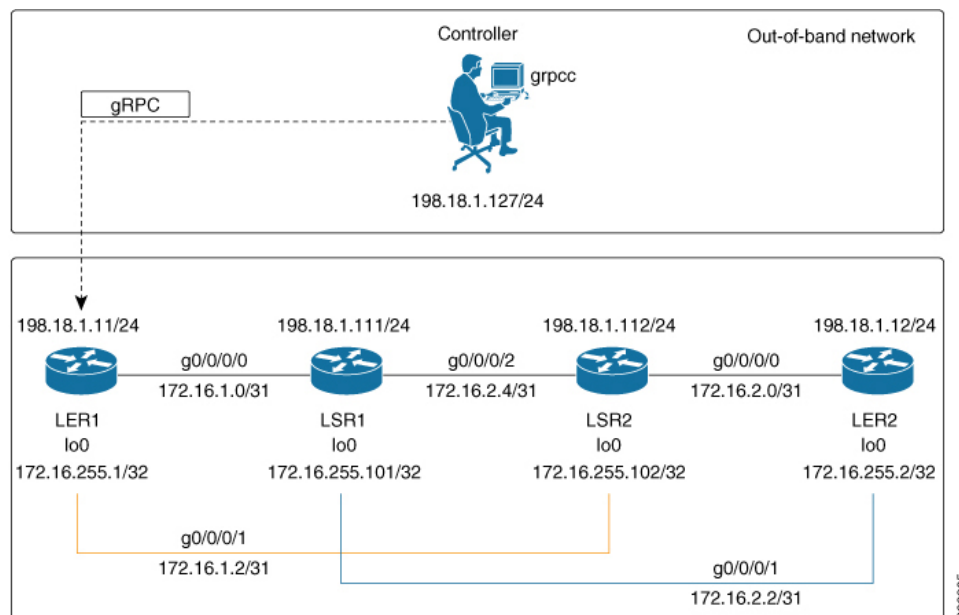 Controller
Out-of-band network
grpcc
gRPC
198.18.1.127/24
198.18.1.11/24
198.18.1.111/24
198.18.1.112/24
198.18.1.12/24
g0/0/0/0
g0/0/0/2
g0/0/0/0
172.16.1.0/31
172.16.2.4/31
172.16.2.0/31
LER1
LSR1
LSR2
LER2
lo0
lo0
lo0
lo0
172.16.255.1/32
172.16.255.101/32
172.16.255.102/32
172.16.255.2/32
g0/0/0/1
172.16.1.2/31
g0/0/0/1
172.16.2.2/31